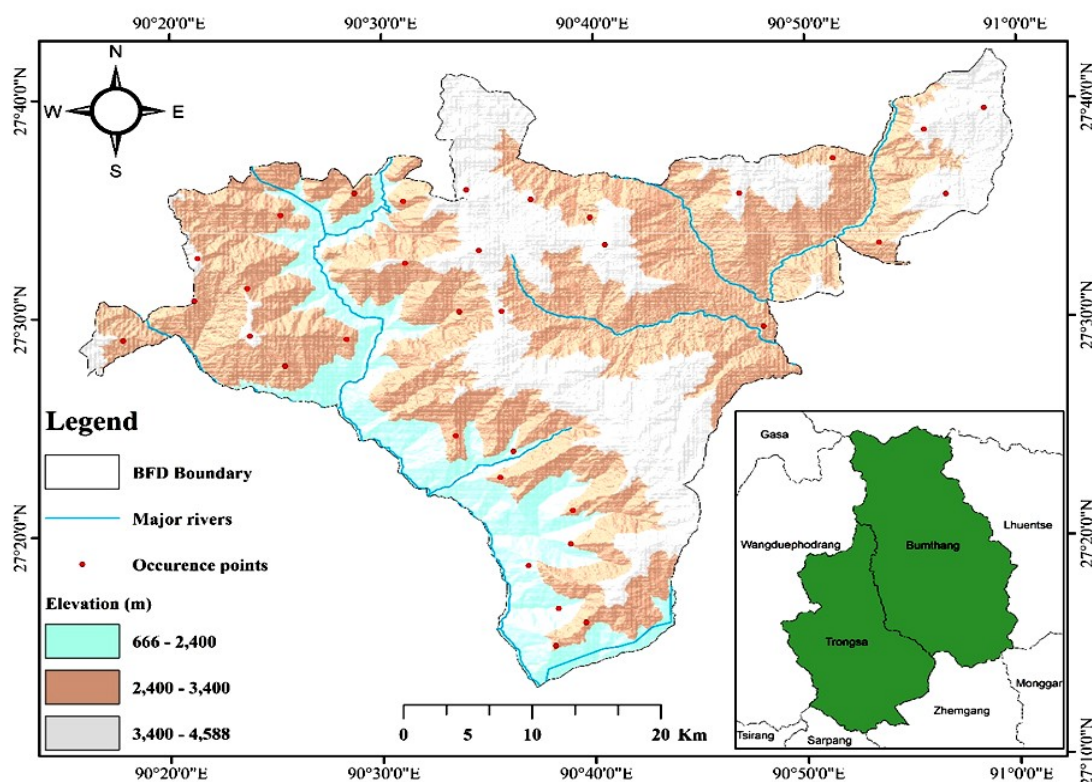 90°20'0"E 90°30'0"E 90°40'0"E 90°50'0"E 91°0'0"E
N
W E
S
27°40'0"N
27°40'0"N
27°30'0"N
27°30'0"N
27°20'0"N
27°20'0"N
Legend
BFD Boundary
Major rivers
Occurence points
Elevation (m)
666 - 2,400
2,400 - 3,400
3,400 - 4,588
0 5 10 20 Km
Gasa
Lhuentse
Wangduephodrang
Bumthang
Trongsa
Monggar
Zhemgang
Tsirang
Sarpang
90°20'0"E 90°30'0"E 90°40'0"E 90°50'0"E 91°0'0"E